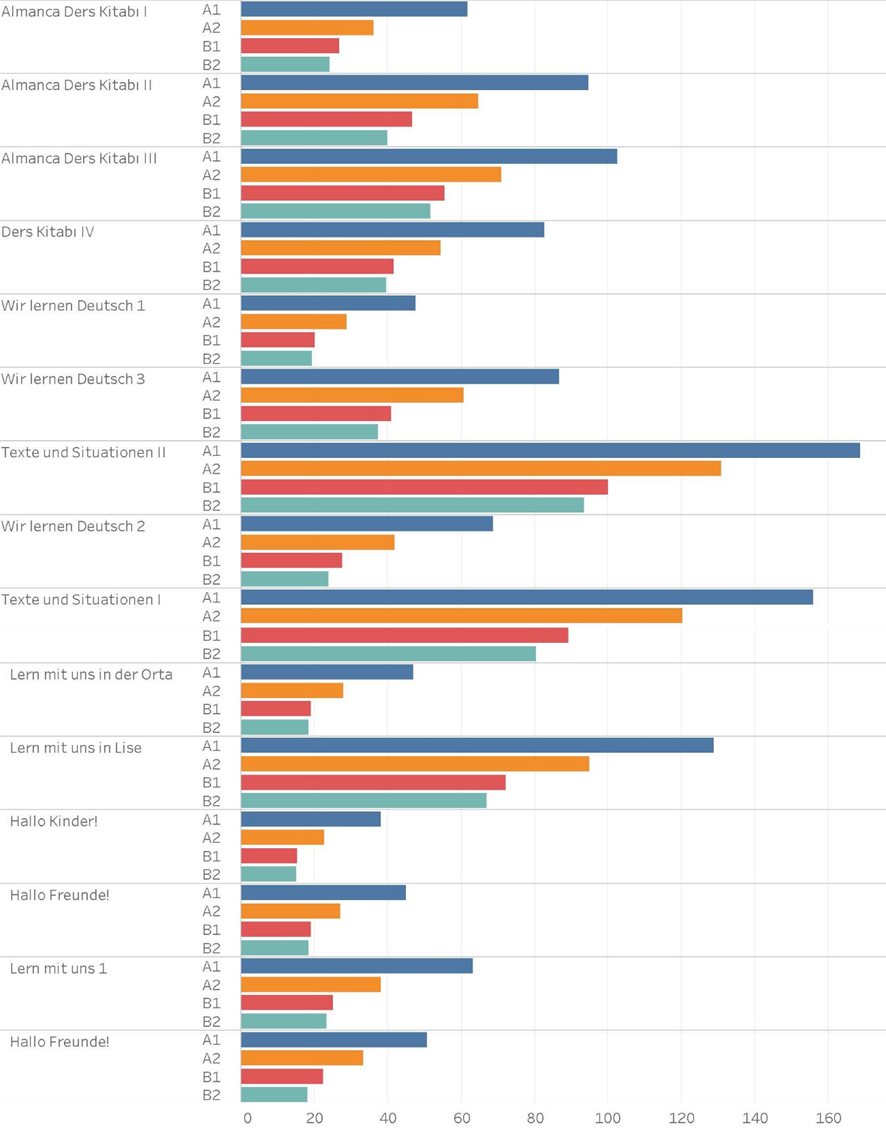 Almanca Ders Kitabı I A1
A2
B1
B2
Almanca Ders Kitabı II A1
A2
B1
B2
Almanca Ders Kitabı III A1
A2
B1
B2
Ders Kitabı IV A1
A2
B1
B2
Wir lernen Deutsch 1 A1
A2
B1
B2
Wir lernen Deutsch 3 A1
A2
B1
B2
Texte und Situationen II A1
A2
B1
B2
Wir lernen Deutsch 2 A1
A2
B1
B2
Texte und Situationen I A1
A2
B1
B2
Lern mit uns in der Orta A1
A2
B1
B2
Lern mit uns in Lise A1
A2
B1
B2
Hallo Kinder! A1
A2
B1
B2
Hallo Freunde! A1
A2
B1
B2
Lern mit uns 1 A1
A2
B1
B2
Hallo Freunde! A1
A2
B1
B2
0 20 40 60 80 100 120 140 160